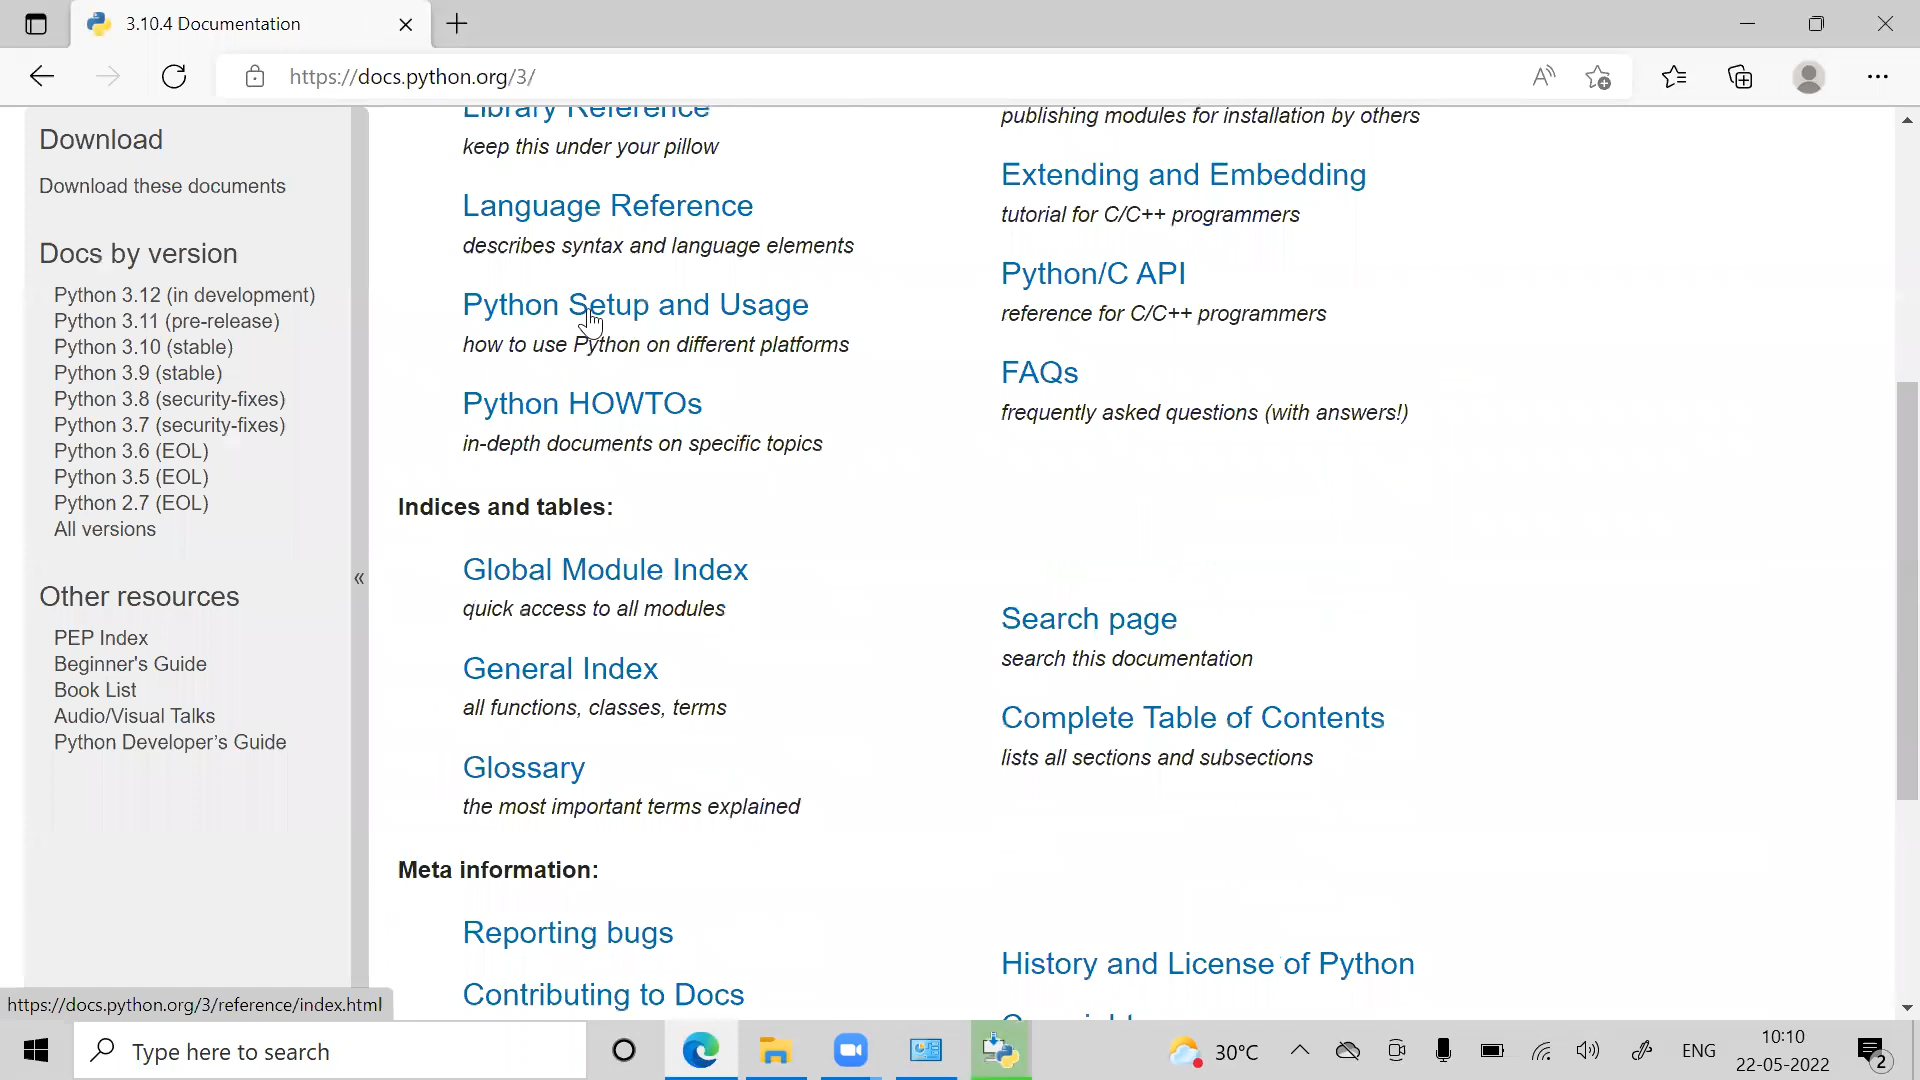 3.10.4 Documentation
https://docs.python.org/3/
Download
Download these documents
Docs by version
Python 3.12 (in development)
Python 3.11 (pre-release)
Python 3.10 (stable)
Python 3.9 (stable)
Python 3.8 (security-fixes)
Python 3.7 (security-fixes)
Python 3.6 (EOL)
Python 3.5 (EOL)
Python 2.7 (EOL)
All versions
Other resources
PEP Index
Beginner's Guide
Book List
Audio/Visual Talks
Python Developer's Guide
«
Library Reference
keep this under your pillow
Language Reference
describes syntax and language elements
Python Setup and Usage
how to use Python on different platforms
Python HOWTOs
in-depth documents on specific topics
publishing modules for installation by others
Extending and Embedding
tutorial for C/C++ programmers
Python/C API
reference for C/C++ programmers
FAQs
frequently asked questions (with answers!)
Indices and tables:
Global Module Index
quick access to all modules
General Index
all functions, classes, terms
Glossary
the most important terms explained
Search page
search this documentation
Complete Table of Contents
lists all sections and subsections
Meta information:
Reporting bugs
Contributing to Docs
History and License of Python
https://docs.python.org/3/reference/index.html
Type here to search
30°C
ENG
10:10
22-05-2022
2